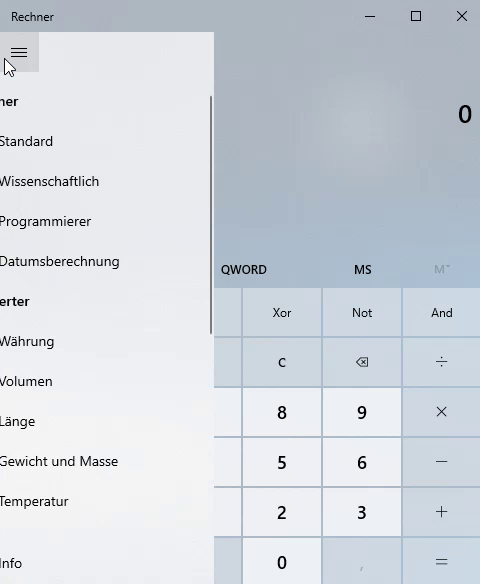 Rechner
0
ner
Standard
Wissenschaftlich
Programmierer
Datumsberechnung
erter
Währung
Volumen
Länge
Gewicht und Masse
Temperatur
Info
QWORD MS M˅
Xor Not And
C ÷
8 9 ×
5 6 −
2 3 +
0 , =